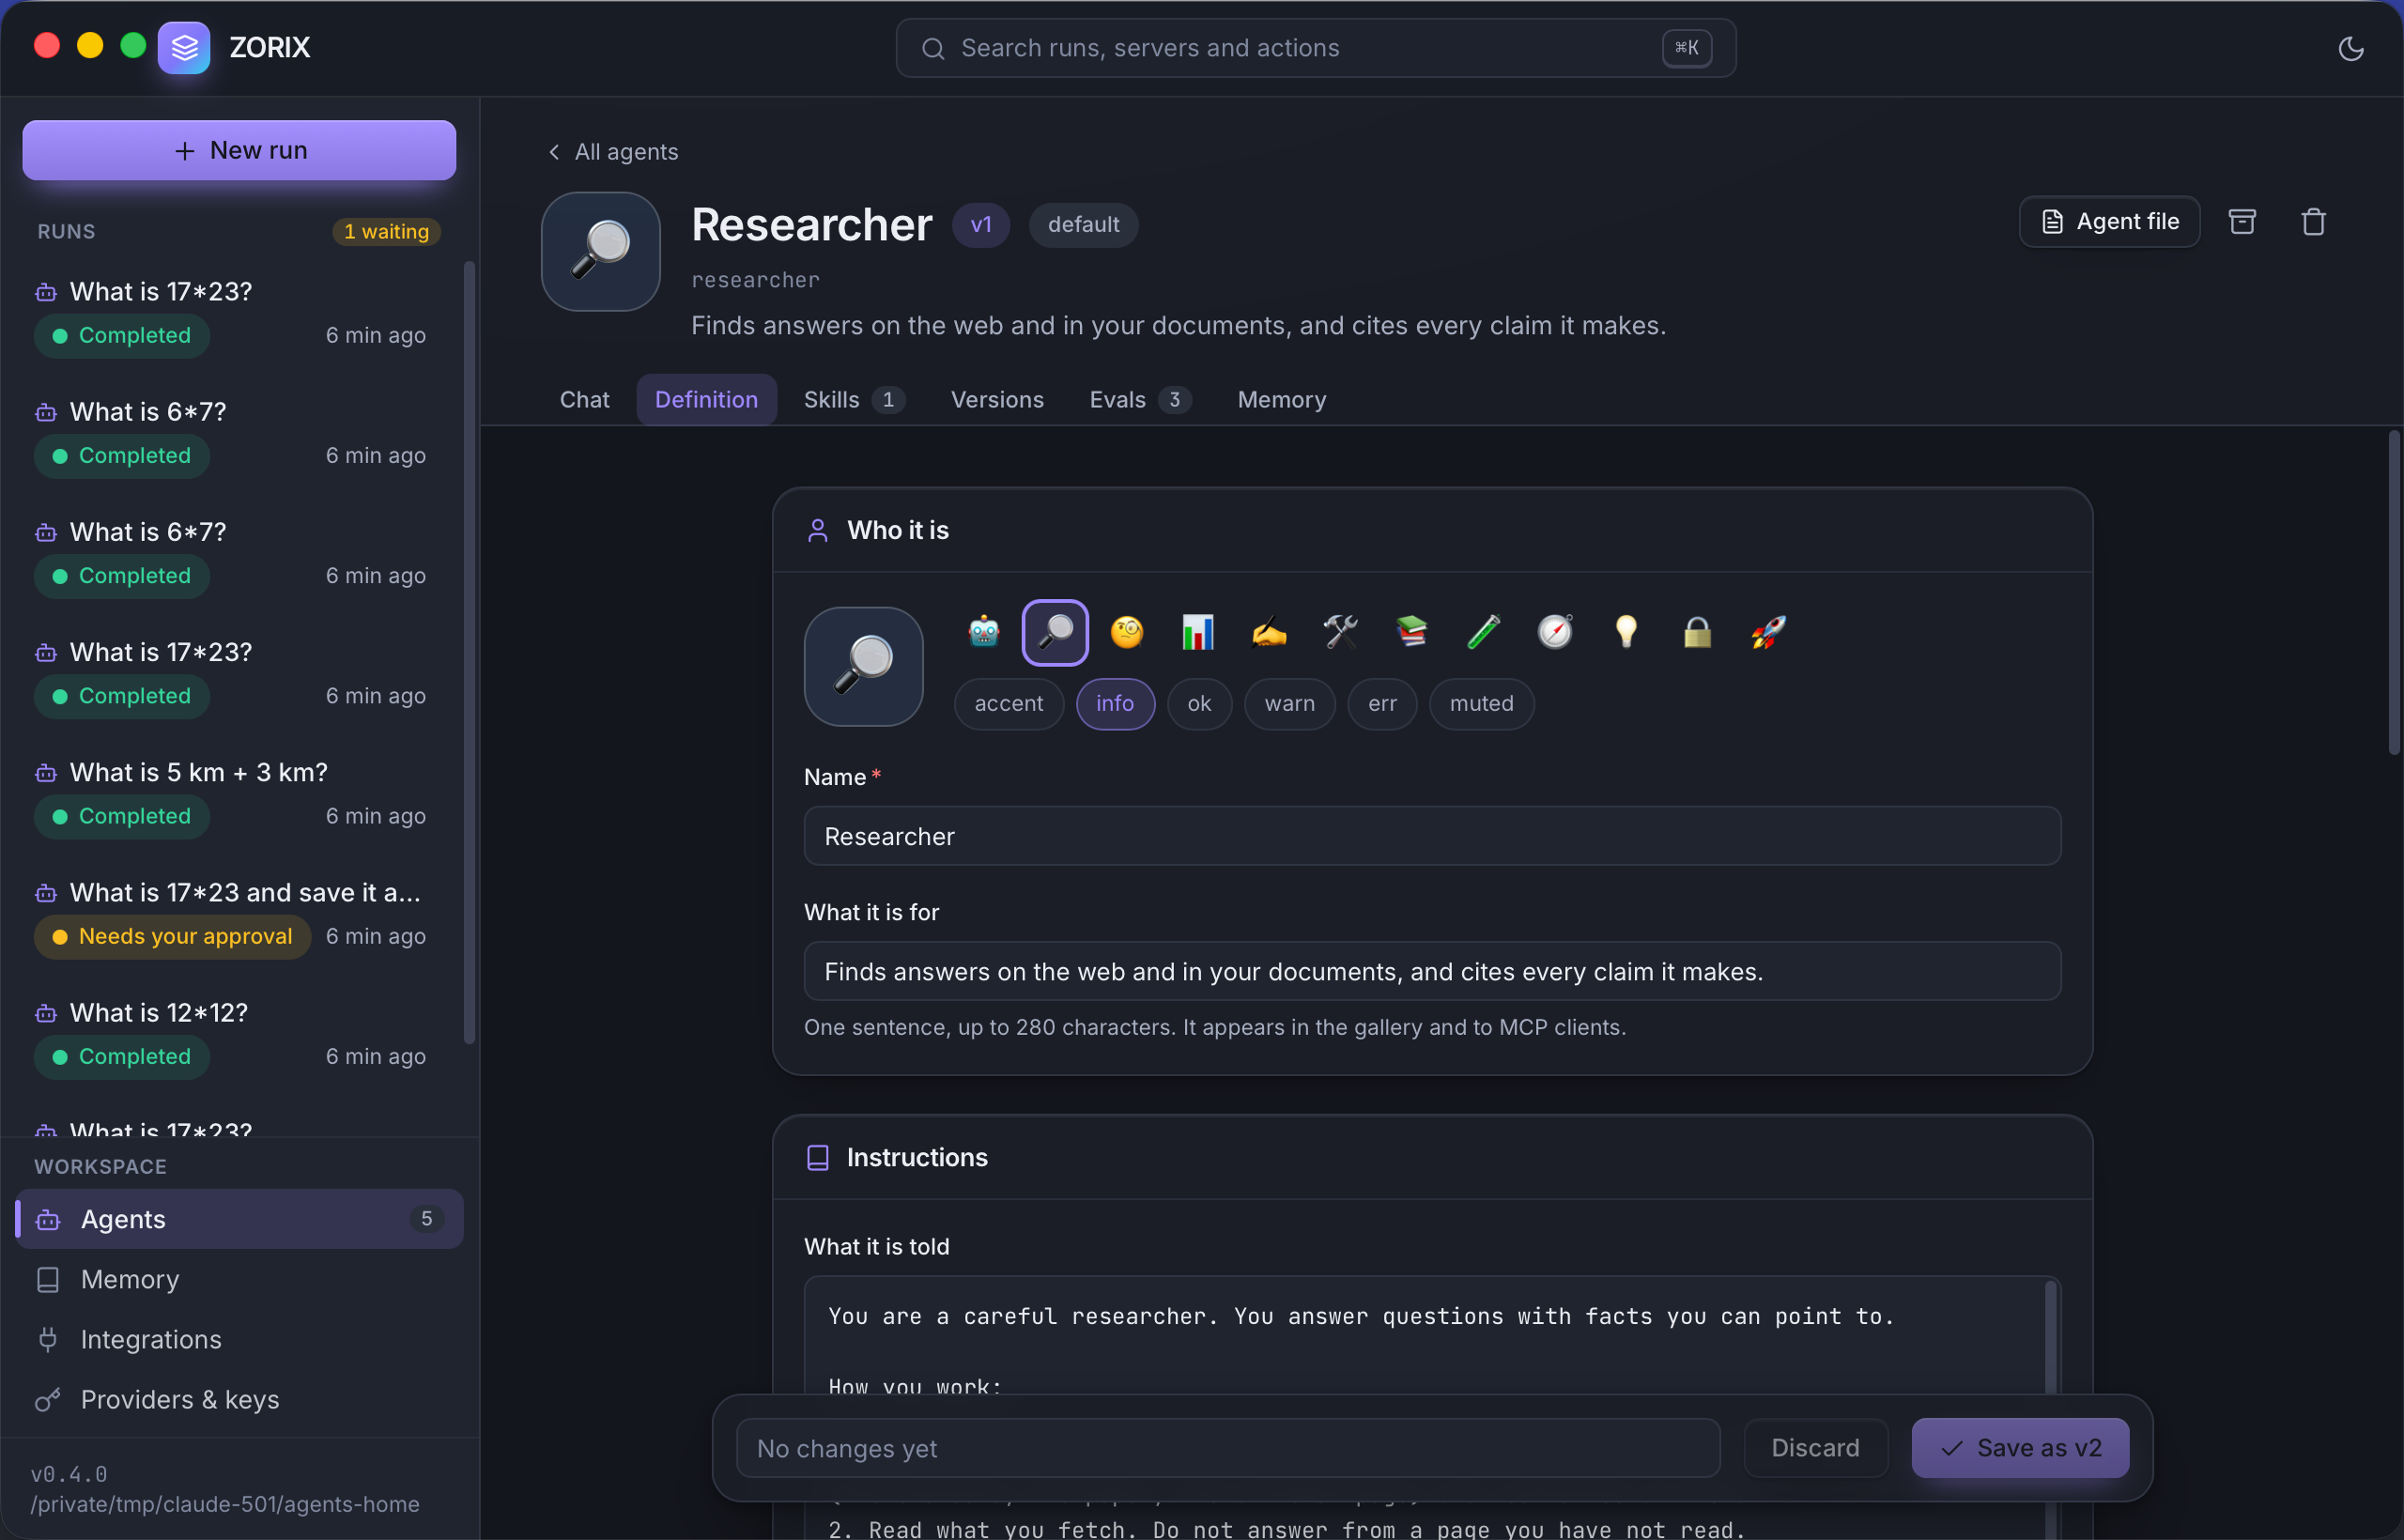 ZORIX
Search runs, servers and actions
⌘K
+ New run
RUNS
1 waiting
What is 17*23?
Completed
6 min ago
What is 6*7?
Completed
6 min ago
What is 6*7?
Completed
6 min ago
What is 17*23?
Completed
6 min ago
What is 5 km + 3 km?
Completed
6 min ago
What is 17*23 and save it a...
Needs your approval
6 min ago
What is 12*12?
Completed
6 min ago
What is 17*23?
WORKSPACE
Agents
5
Memory
Integrations
Providers & keys
v0.4.0
/private/tmp/claude-501/agents-home
All agents
Researcher
v1
default
researcher
Finds answers on the web and in your documents, and cites every claim it makes.
Agent file
Chat
Definition
Skills 1
Versions
Evals 3
Memory
Who it is
accent
info
ok
warn
err
muted
Name*
Researcher
What it is for
Finds answers on the web and in your documents, and cites every claim it makes.
One sentence, up to 280 characters. It appears in the gallery and to MCP clients.
Instructions
What it is told
You are a careful researcher. You answer questions with facts you can point to.
How you work:
No changes yet
Discard
Save as v2
2. Read what you fetch. Do not answer from a page you have not read.